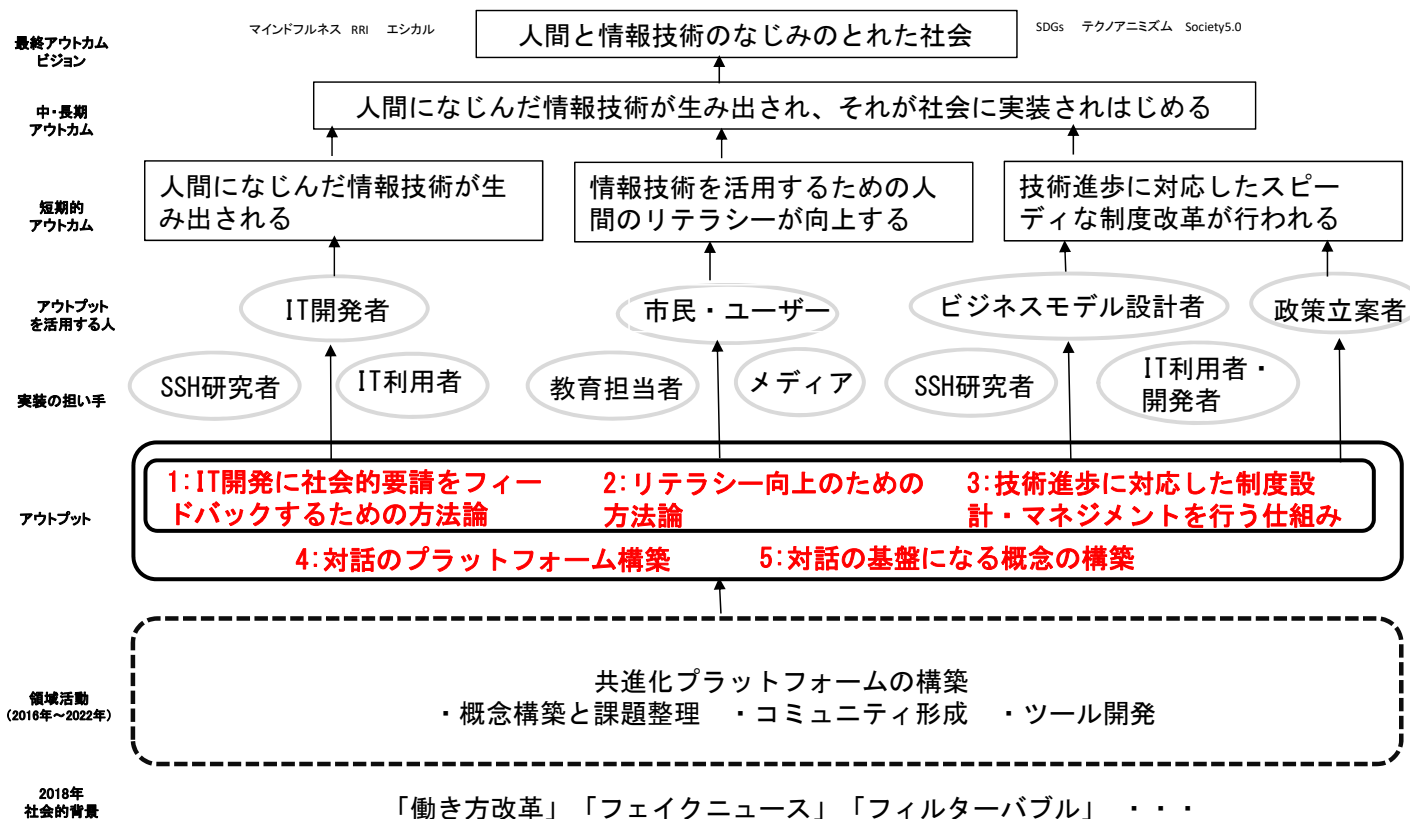 マインドフルネス RRI エシカル
人間と情報技術のなじみのとれた社会
SDGs テクノアニミズム Society5.0
最終アウトカム
ビジョン
中・長期
アウトカム
人間になじんだ情報技術が生み出され、それが社会に実装されはじめる
短期的
アウトカム
人間になじんだ情報技術が生
み出される
情報技術を活用するための人
間のリテラシーが向上する
技術進歩に対応したスピー
ディな制度改革が行われる
アウトプット
を活用する人
IT開発者
市民・ユーザー
ビジネスモデル設計者
政策立案者
実装の担い手
SSH研究者
IT利用者
教育担当者
メディア
SSH研究者
IT利用者・
開発者
アウトプット
1:IT開発に社会的要請をフィー
ドバックするための方法論
2:リテラシー向上のための
方法論
3:技術進歩に対応した制度設
計・マネジメントを行う仕組み
4:対話のプラットフォーム構築
5:対話の基盤になる概念の構築
領域活動
(2016年～2022年)
共進化プラットフォームの構築
・概念構築と課題整理 ・コミュニティ形成 ・ツール開発
2018年
社会的背景
「働き方改革」「フェイクニュース」「フィルターバブル」 ・・・